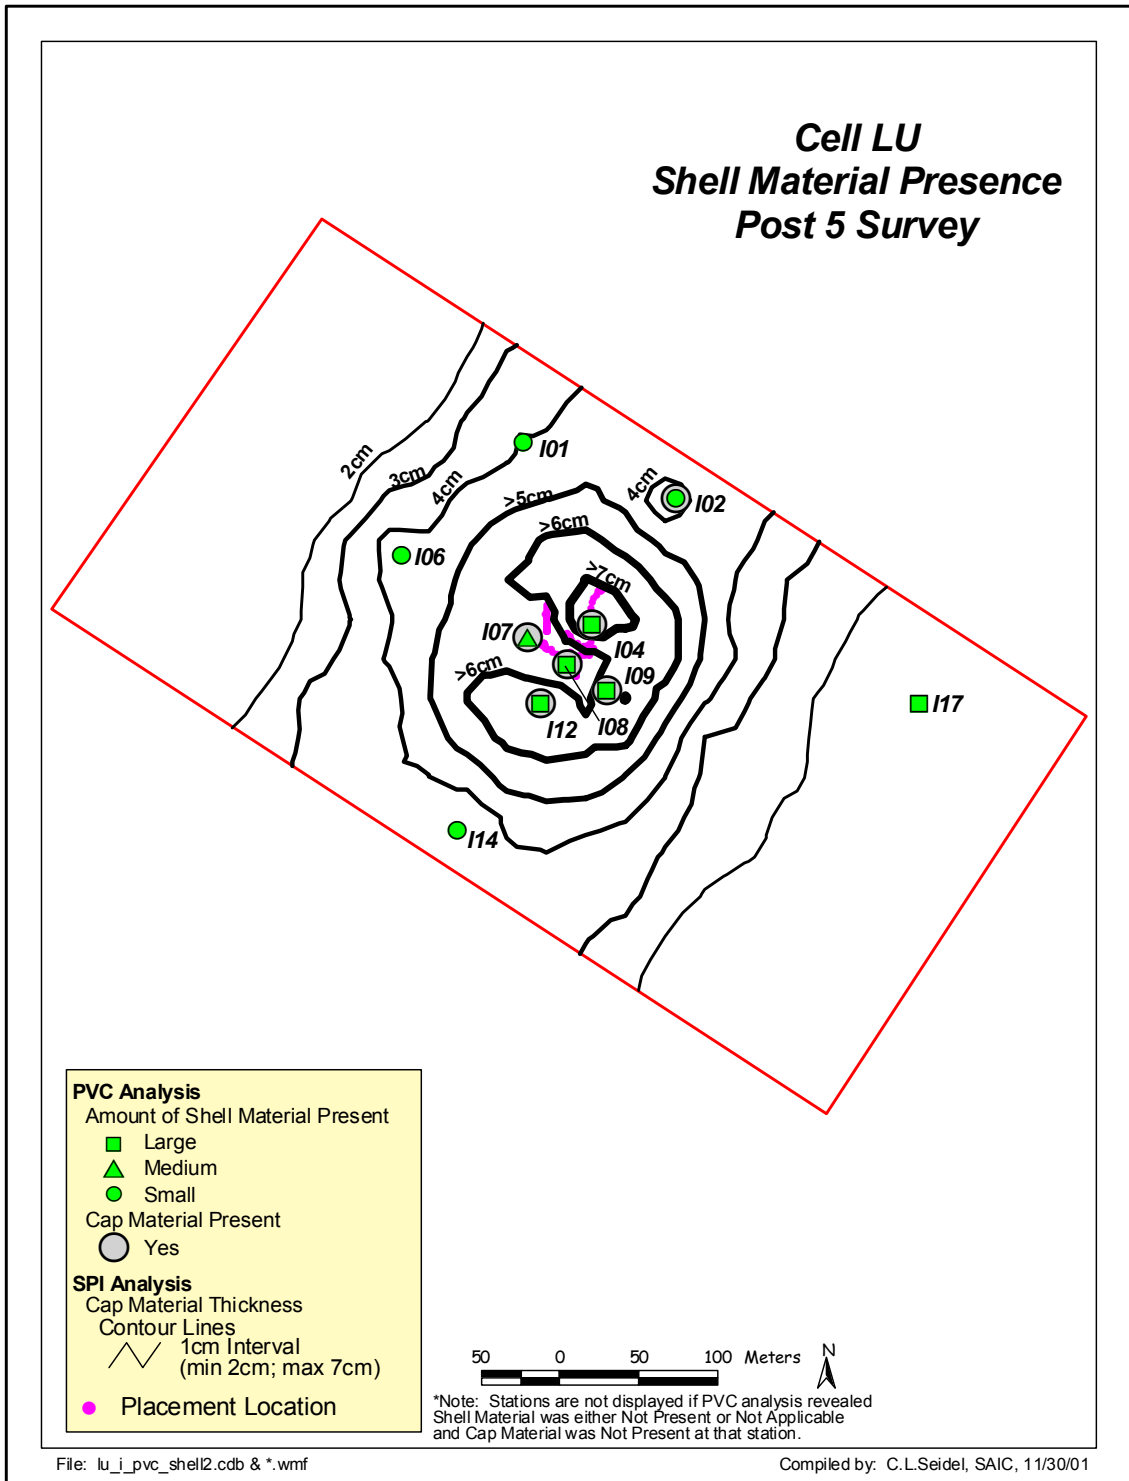 Cell LU
Shell Material Presence
Post 5 Survey
2cm
3cm
4cm
I01
>5cm
4cm
I02
>6cm
I06
>7cm
I07
I04
>6cm
I09
I12
I08
I17
I14
PVC Analysis
Amount of Shell Material Present
Large
Medium
Small
Cap Material Present
Yes
SPI Analysis
Cap Material Thickness
Contour Lines
1cm Interval
(min 2cm; max 7cm)
Placement Location
50 0 50 100 Meters N
*Note: Stations are not displayed if PVC analysis revealed
Shell Material was either Not Present or Not Applicable
and Cap Material was Not Present at that station.
File: lu_i_pvc_shell2.cdb & *.wmf
Compiled by: C.L.Seidel, SAIC, 11/30/01